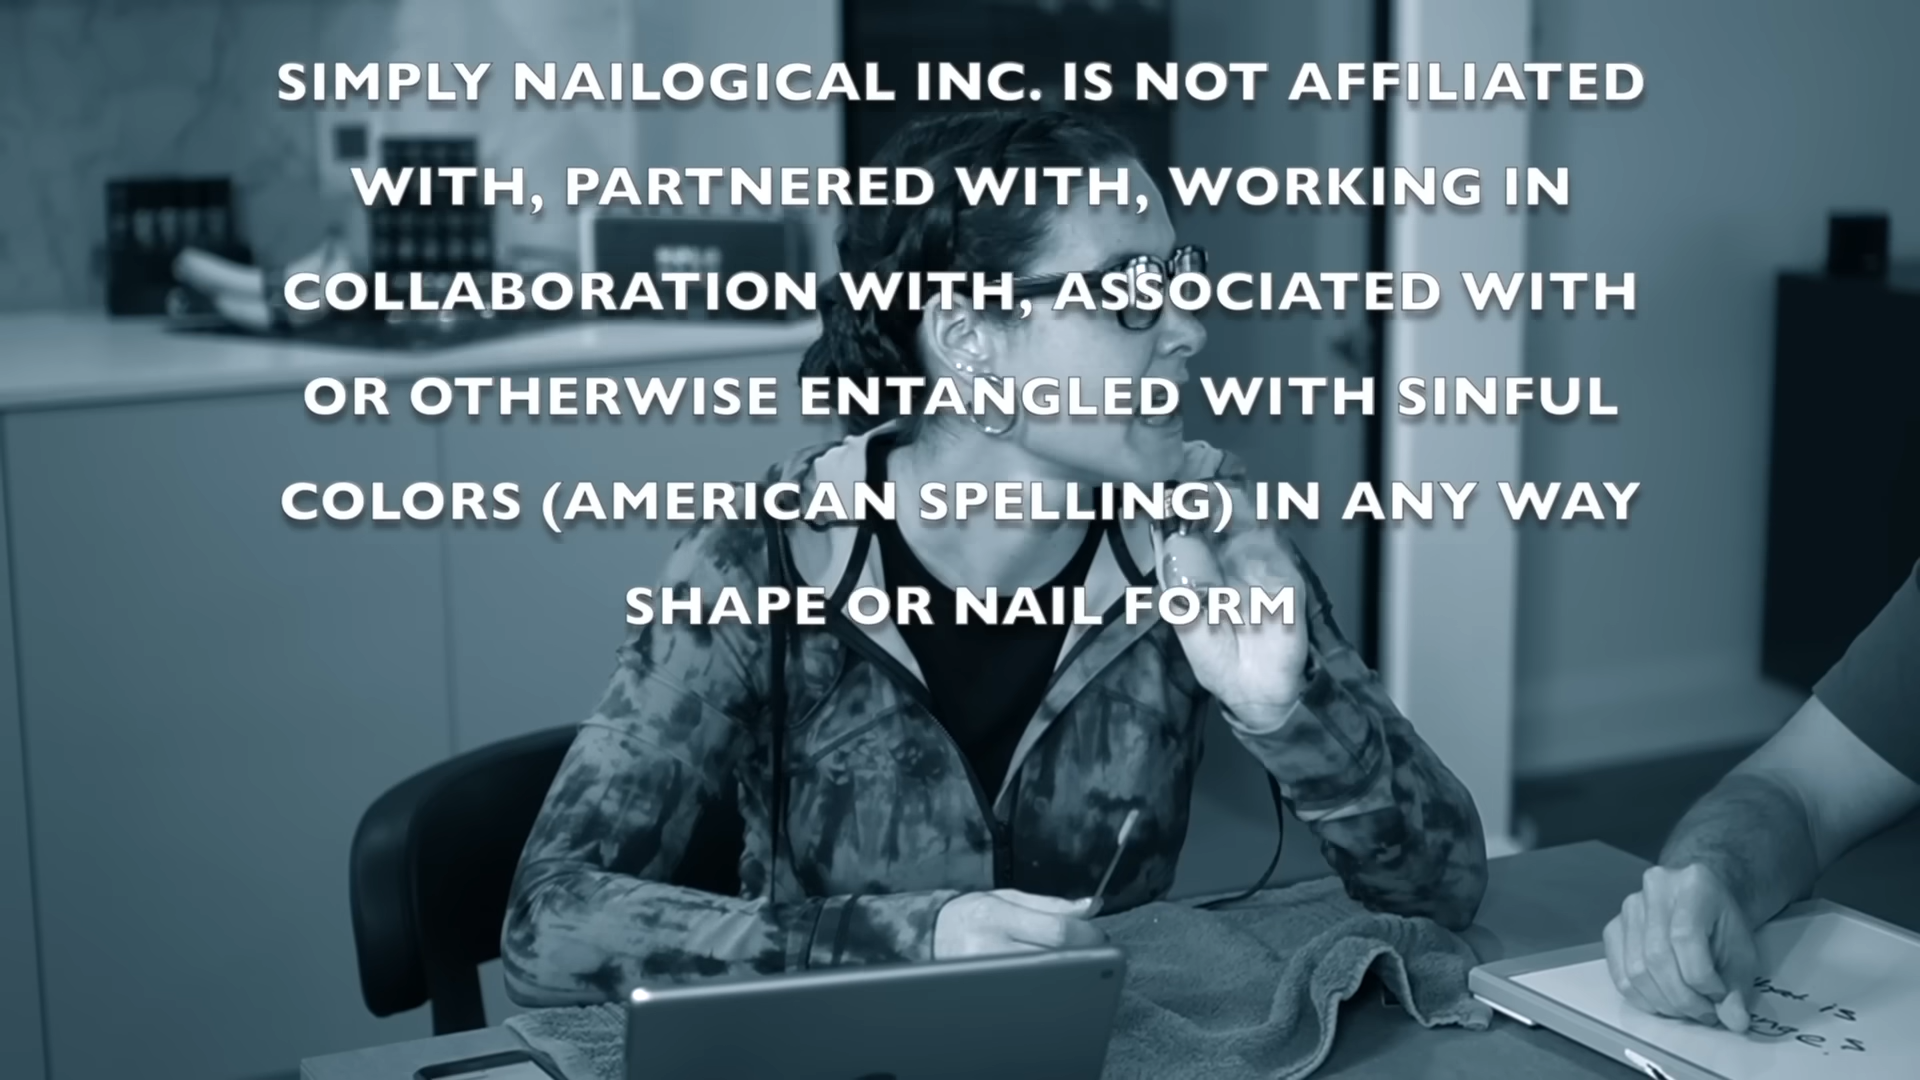 SIMPLY NAILOGICAL INC. IS NOT AFFILIATED
WITH, PARTNERED WITH, WORKING IN
COLLABORATION WITH, ASSOCIATED WITH
OR OTHERWISE ENTANGLED WITH SINFUL
COLORS (AMERICAN SPELLING) IN ANY WAY
SHAPE OR NAIL FORM
is